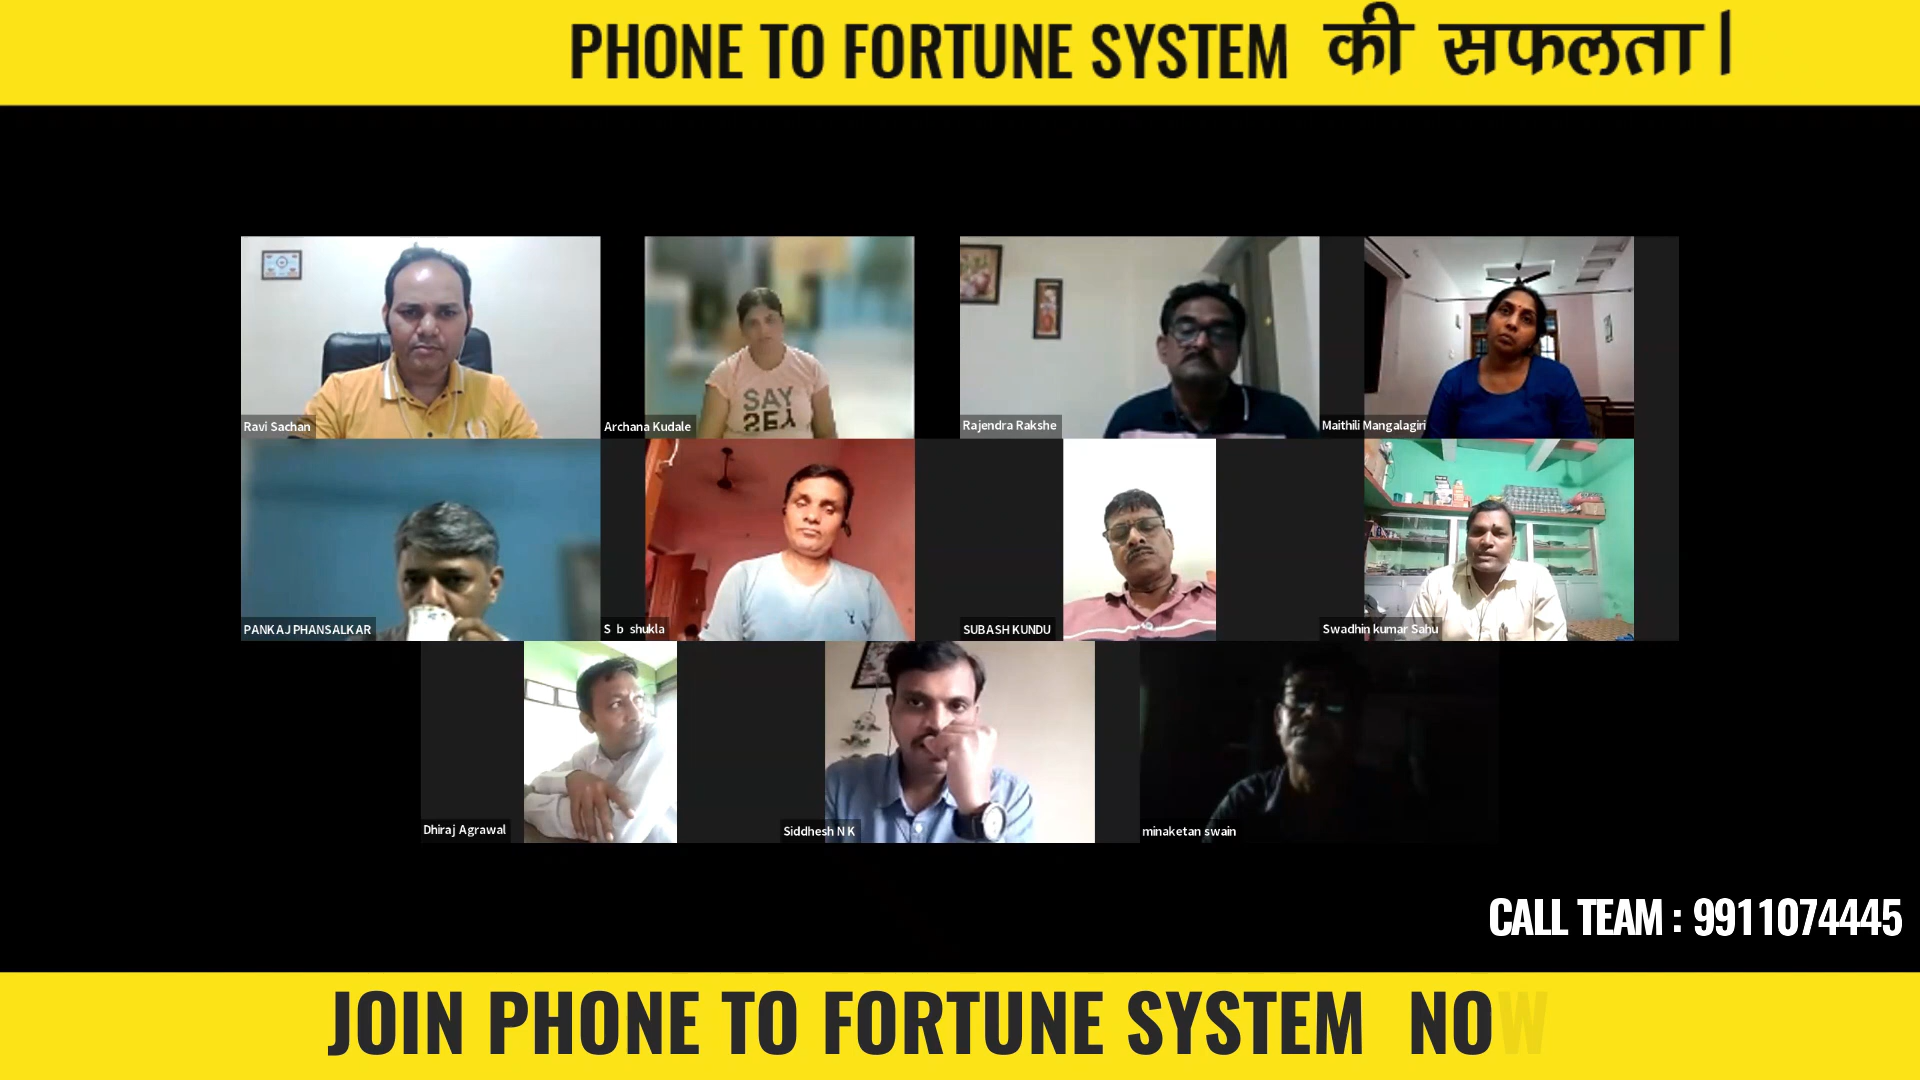 PHONE TO FORTUNE SYSTEM की सफलता।
SAY
Ravi Sachan
Archana Kudale
Rajendra Rakshe
Maithili Mangalagiri
PANKAJ PHANSALKAR
S b shukla
SUBASH KUNDU
Swadhin kumar Sahu
Dhiraj Agrawal
Siddhesh N K
minaketan swain
CALL TEAM : 9911074445
JOIN PHONE TO FORTUNE SYSTEM NOW